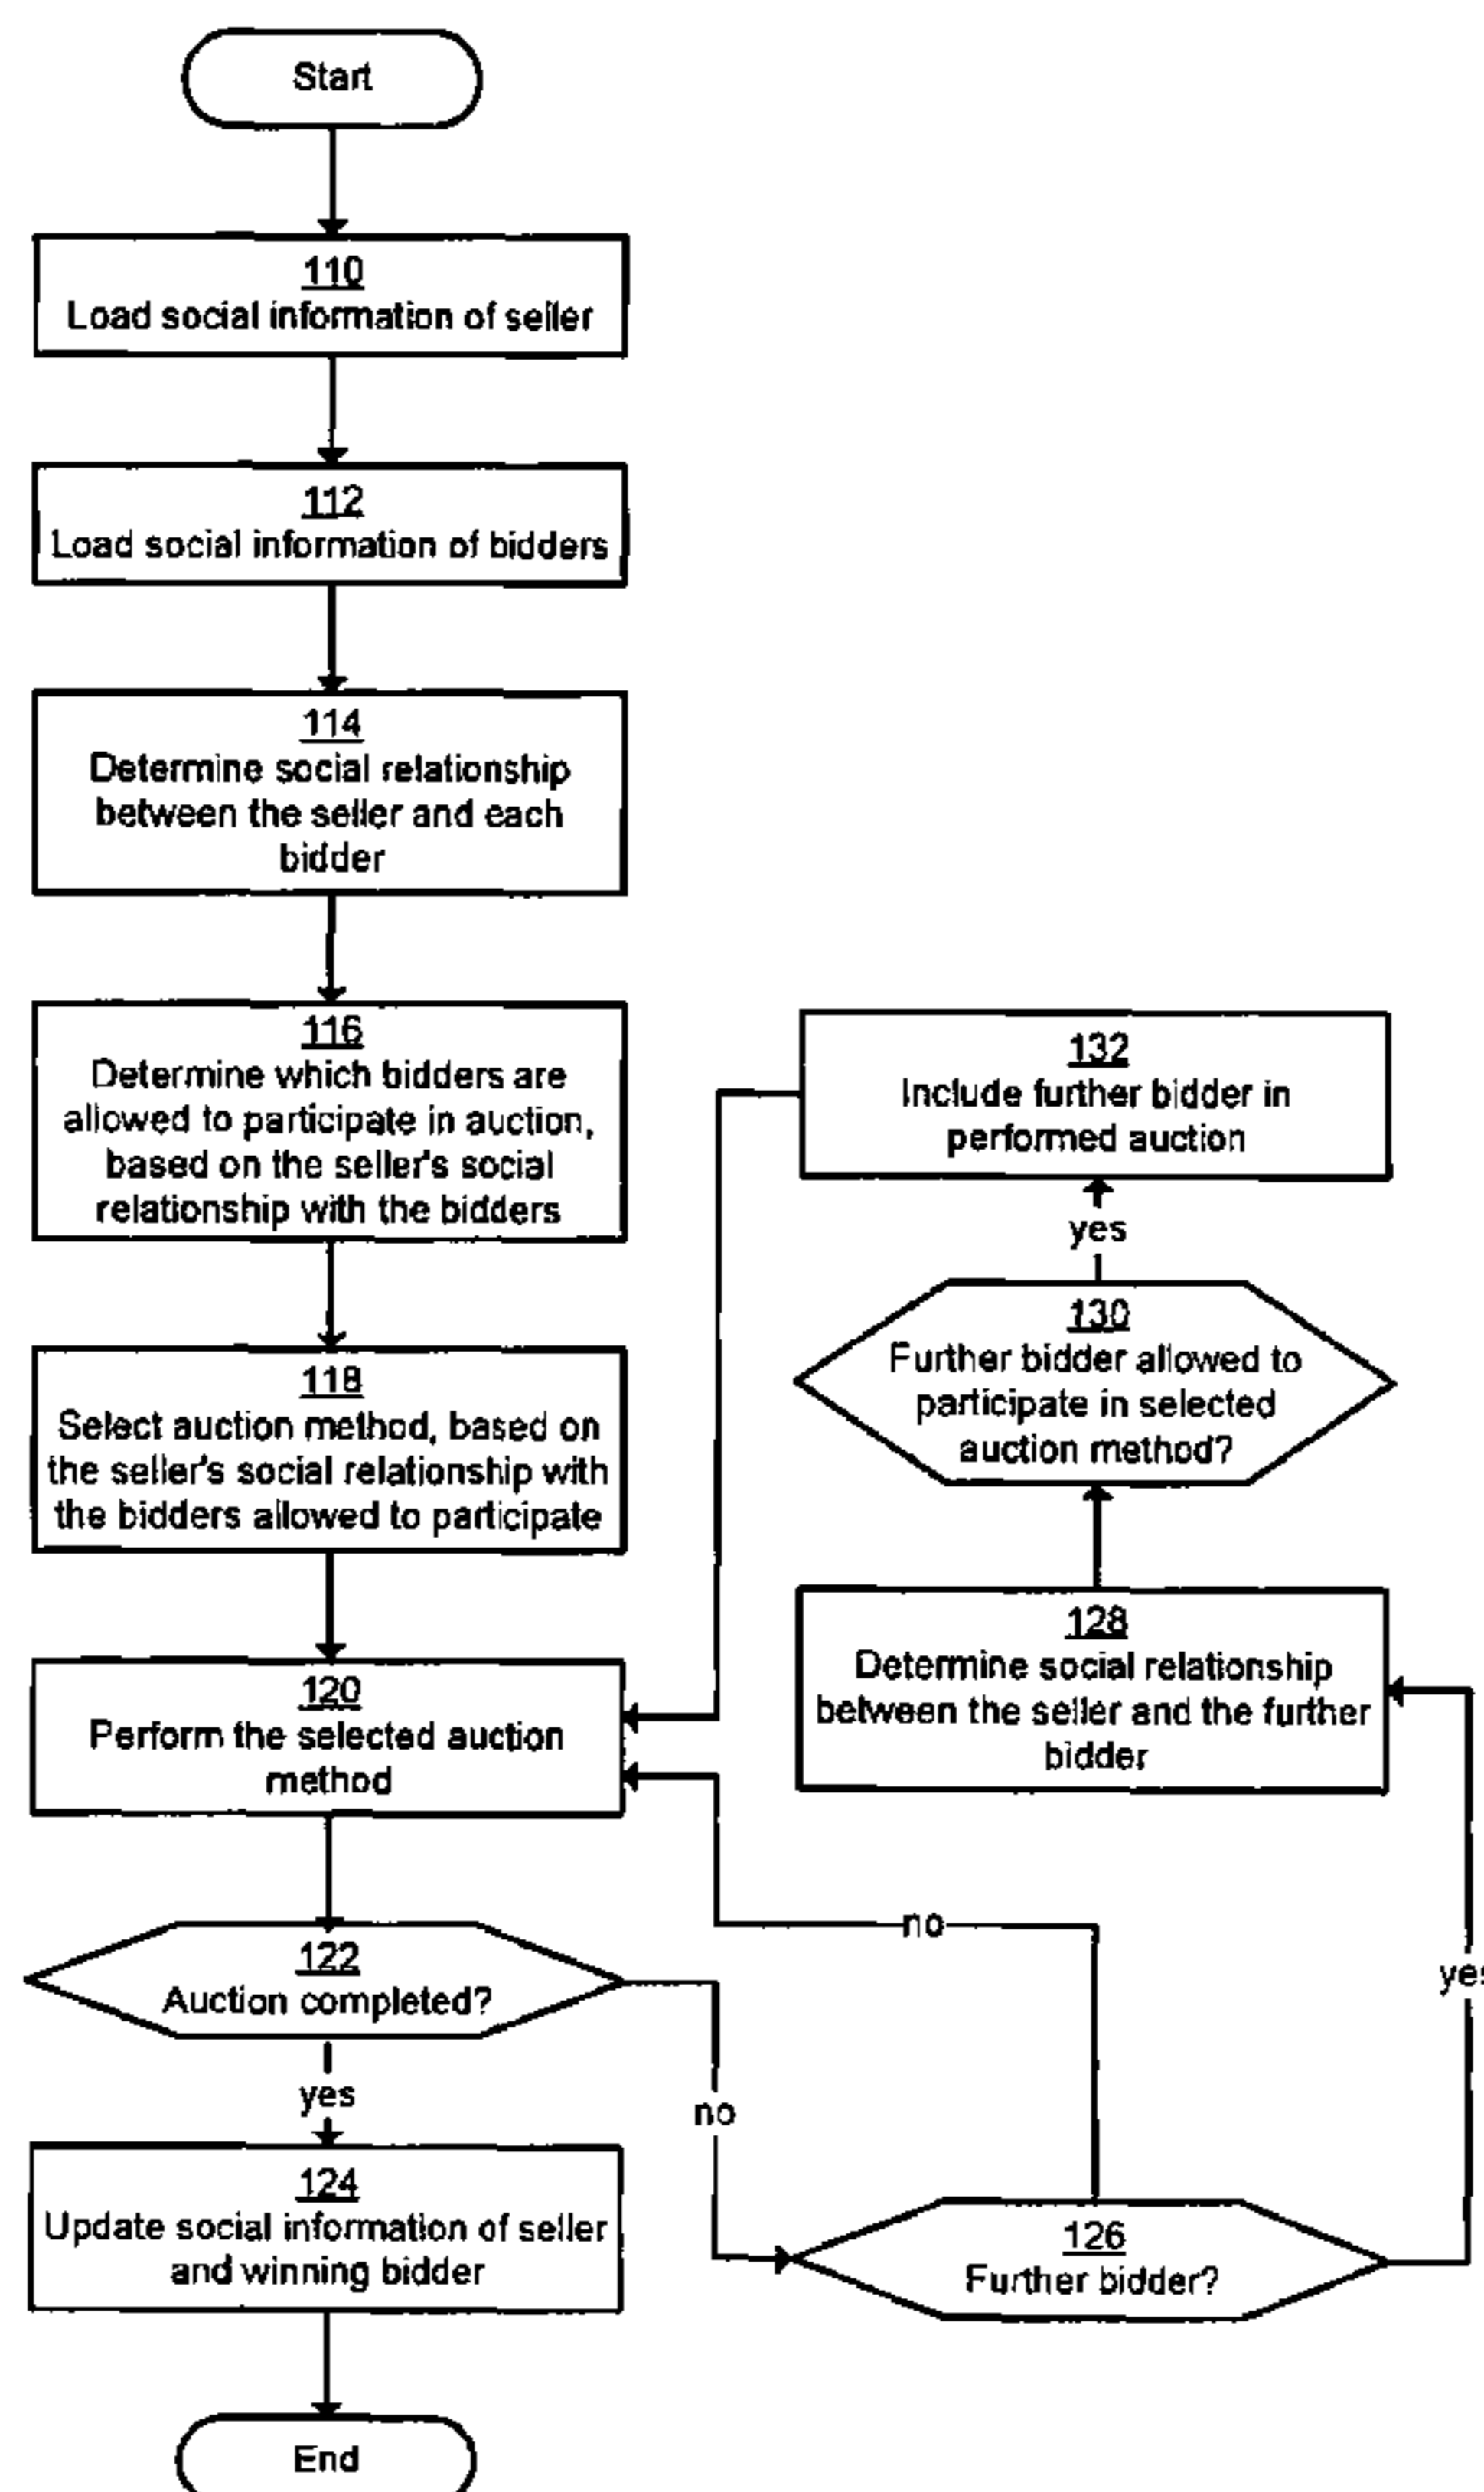 Start
110
Load social information of seller
112
Load social information of bidders
114
Determine social relationship
between the seller and each
bidder
116
Determine which bidders are
allowed to participate in auction,
based on the seller's social
relationship with the bidders
118
Select auction method, based on
the seller's social relationship with
the bidders allowed to participate
120
Perform the selected auction
method
122
Auction completed?
yes
no
124
Update social information of seller
and winning bidder
End
126
Further bidder?
no
yes
128
Determine social relationship
between the seller and the further
bidder
130
Further bidder allowed to
participate in selected
auction method?
yes
132
Include further bidder in
performed auction